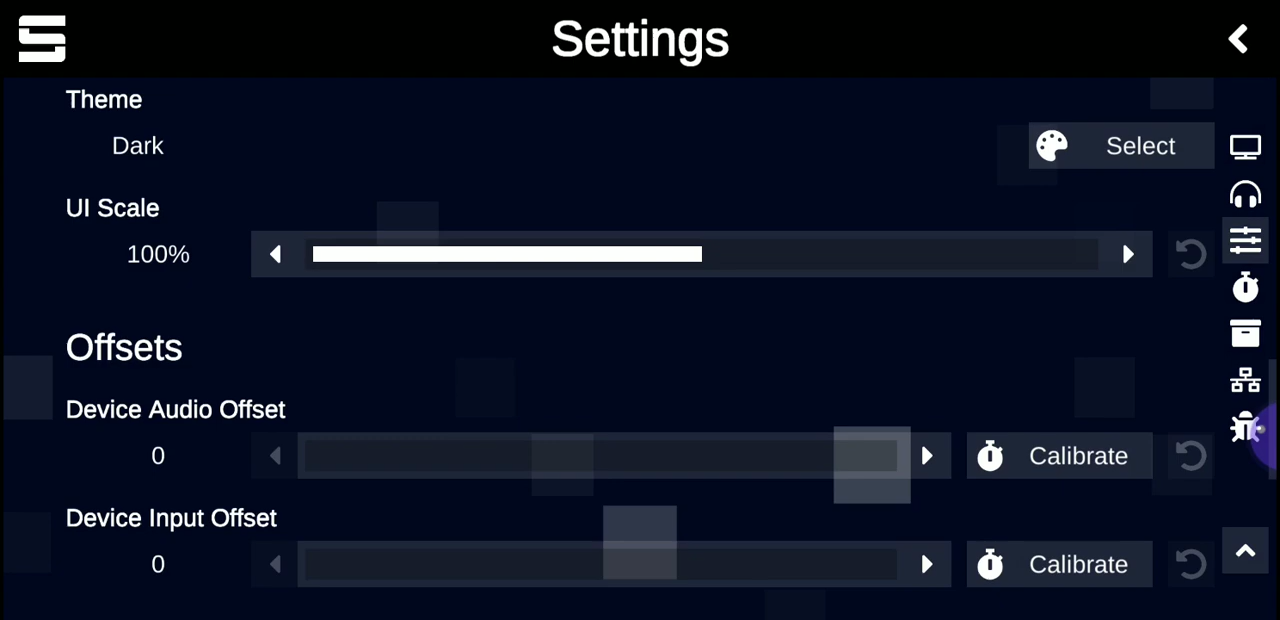 Settings
Theme
Dark
Select
UI Scale
100%
Offsets
Device Audio Offset
0
Calibrate
Device Input Offset
0
Calibrate